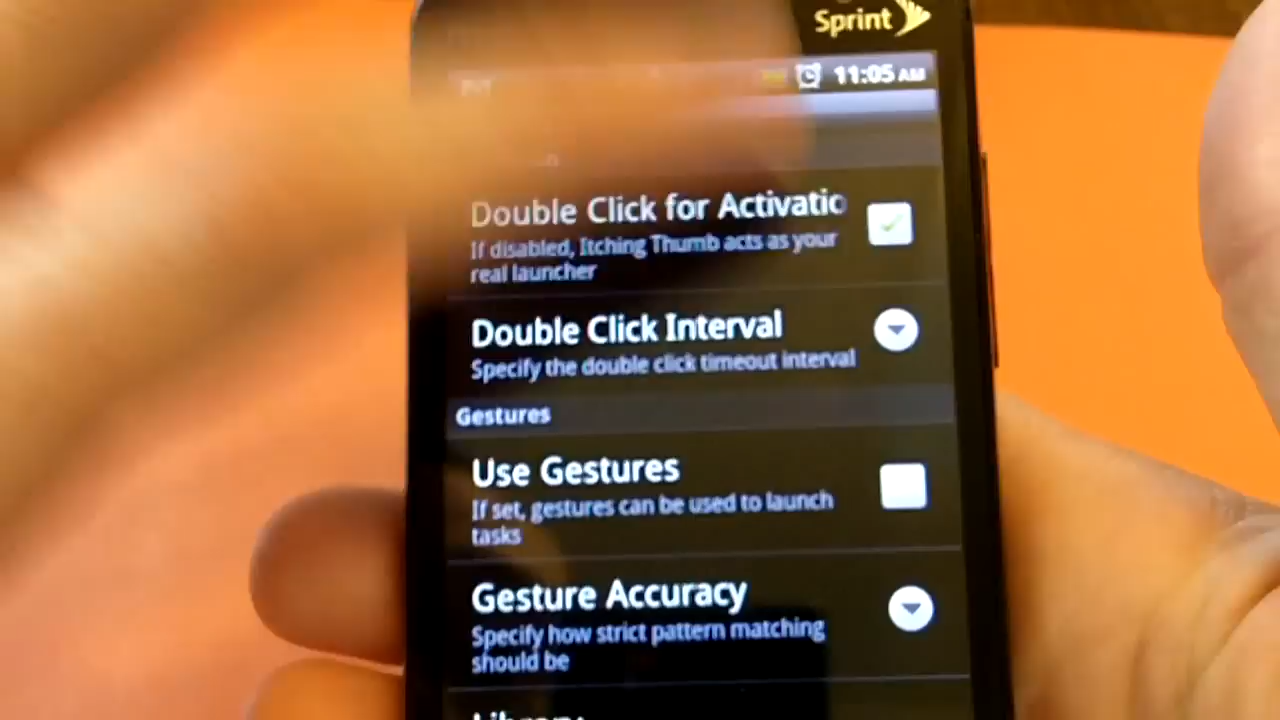 Sprint
11:05 AM
Double Click for Activatio
If disabled, Itching Thumb acts as your
real launcher
Double Click Interval
Specify the double click timeout interval
Gestures
Use Gestures
If set, gestures can be used to launch
tasks
Gesture Accuracy
Specify how strict pattern matching
should be
Library